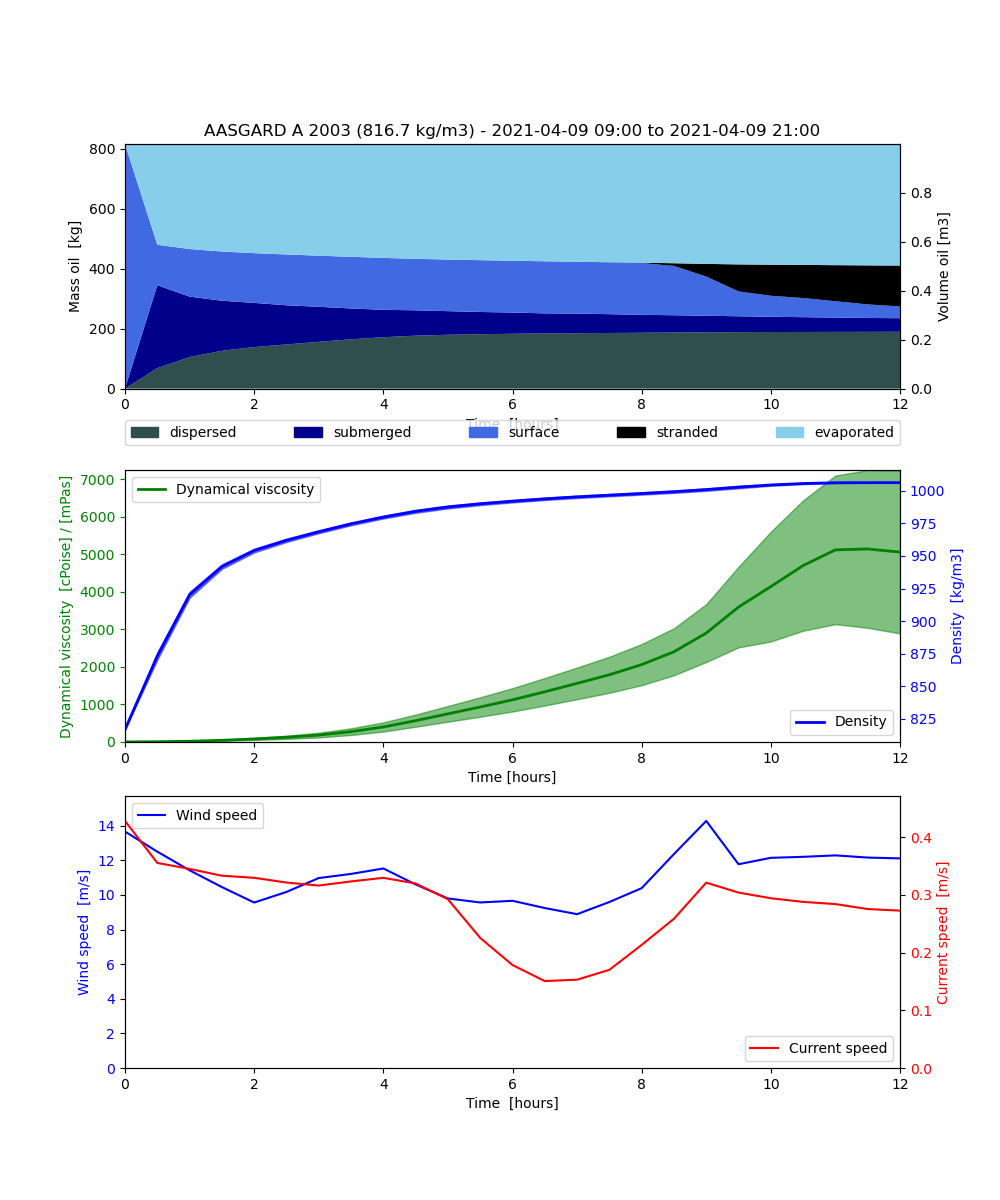 AASGARD A 2003 (816.7 kg/m3) - 2021-04-09 09:00 to 2021-04-09 21:00
Mass oil [kg]
800
600
400
200
0
0.8
0.6
0.4
0.2
0.0
Volume oil [m3]
0 2 4 6 8 10 12
Time [hours]
dispersed submerged surface stranded evaporated
Dynamical viscosity [cPoise] / [mPas]
7000
6000
5000
4000
3000
2000
1000
0
Dynamical viscosity
1000
975
950
925
900
875
850
825
Density [kg/m3]
Density
0 2 4 6 8 10 12
Time [hours]
Wind speed [m/s]
14
12
10
8
6
4
2
0
Wind speed
0.4
0.3
0.2
0.1
0.0
Current speed [m/s]
Current speed
0 2 4 6 8 10 12
Time [hours]